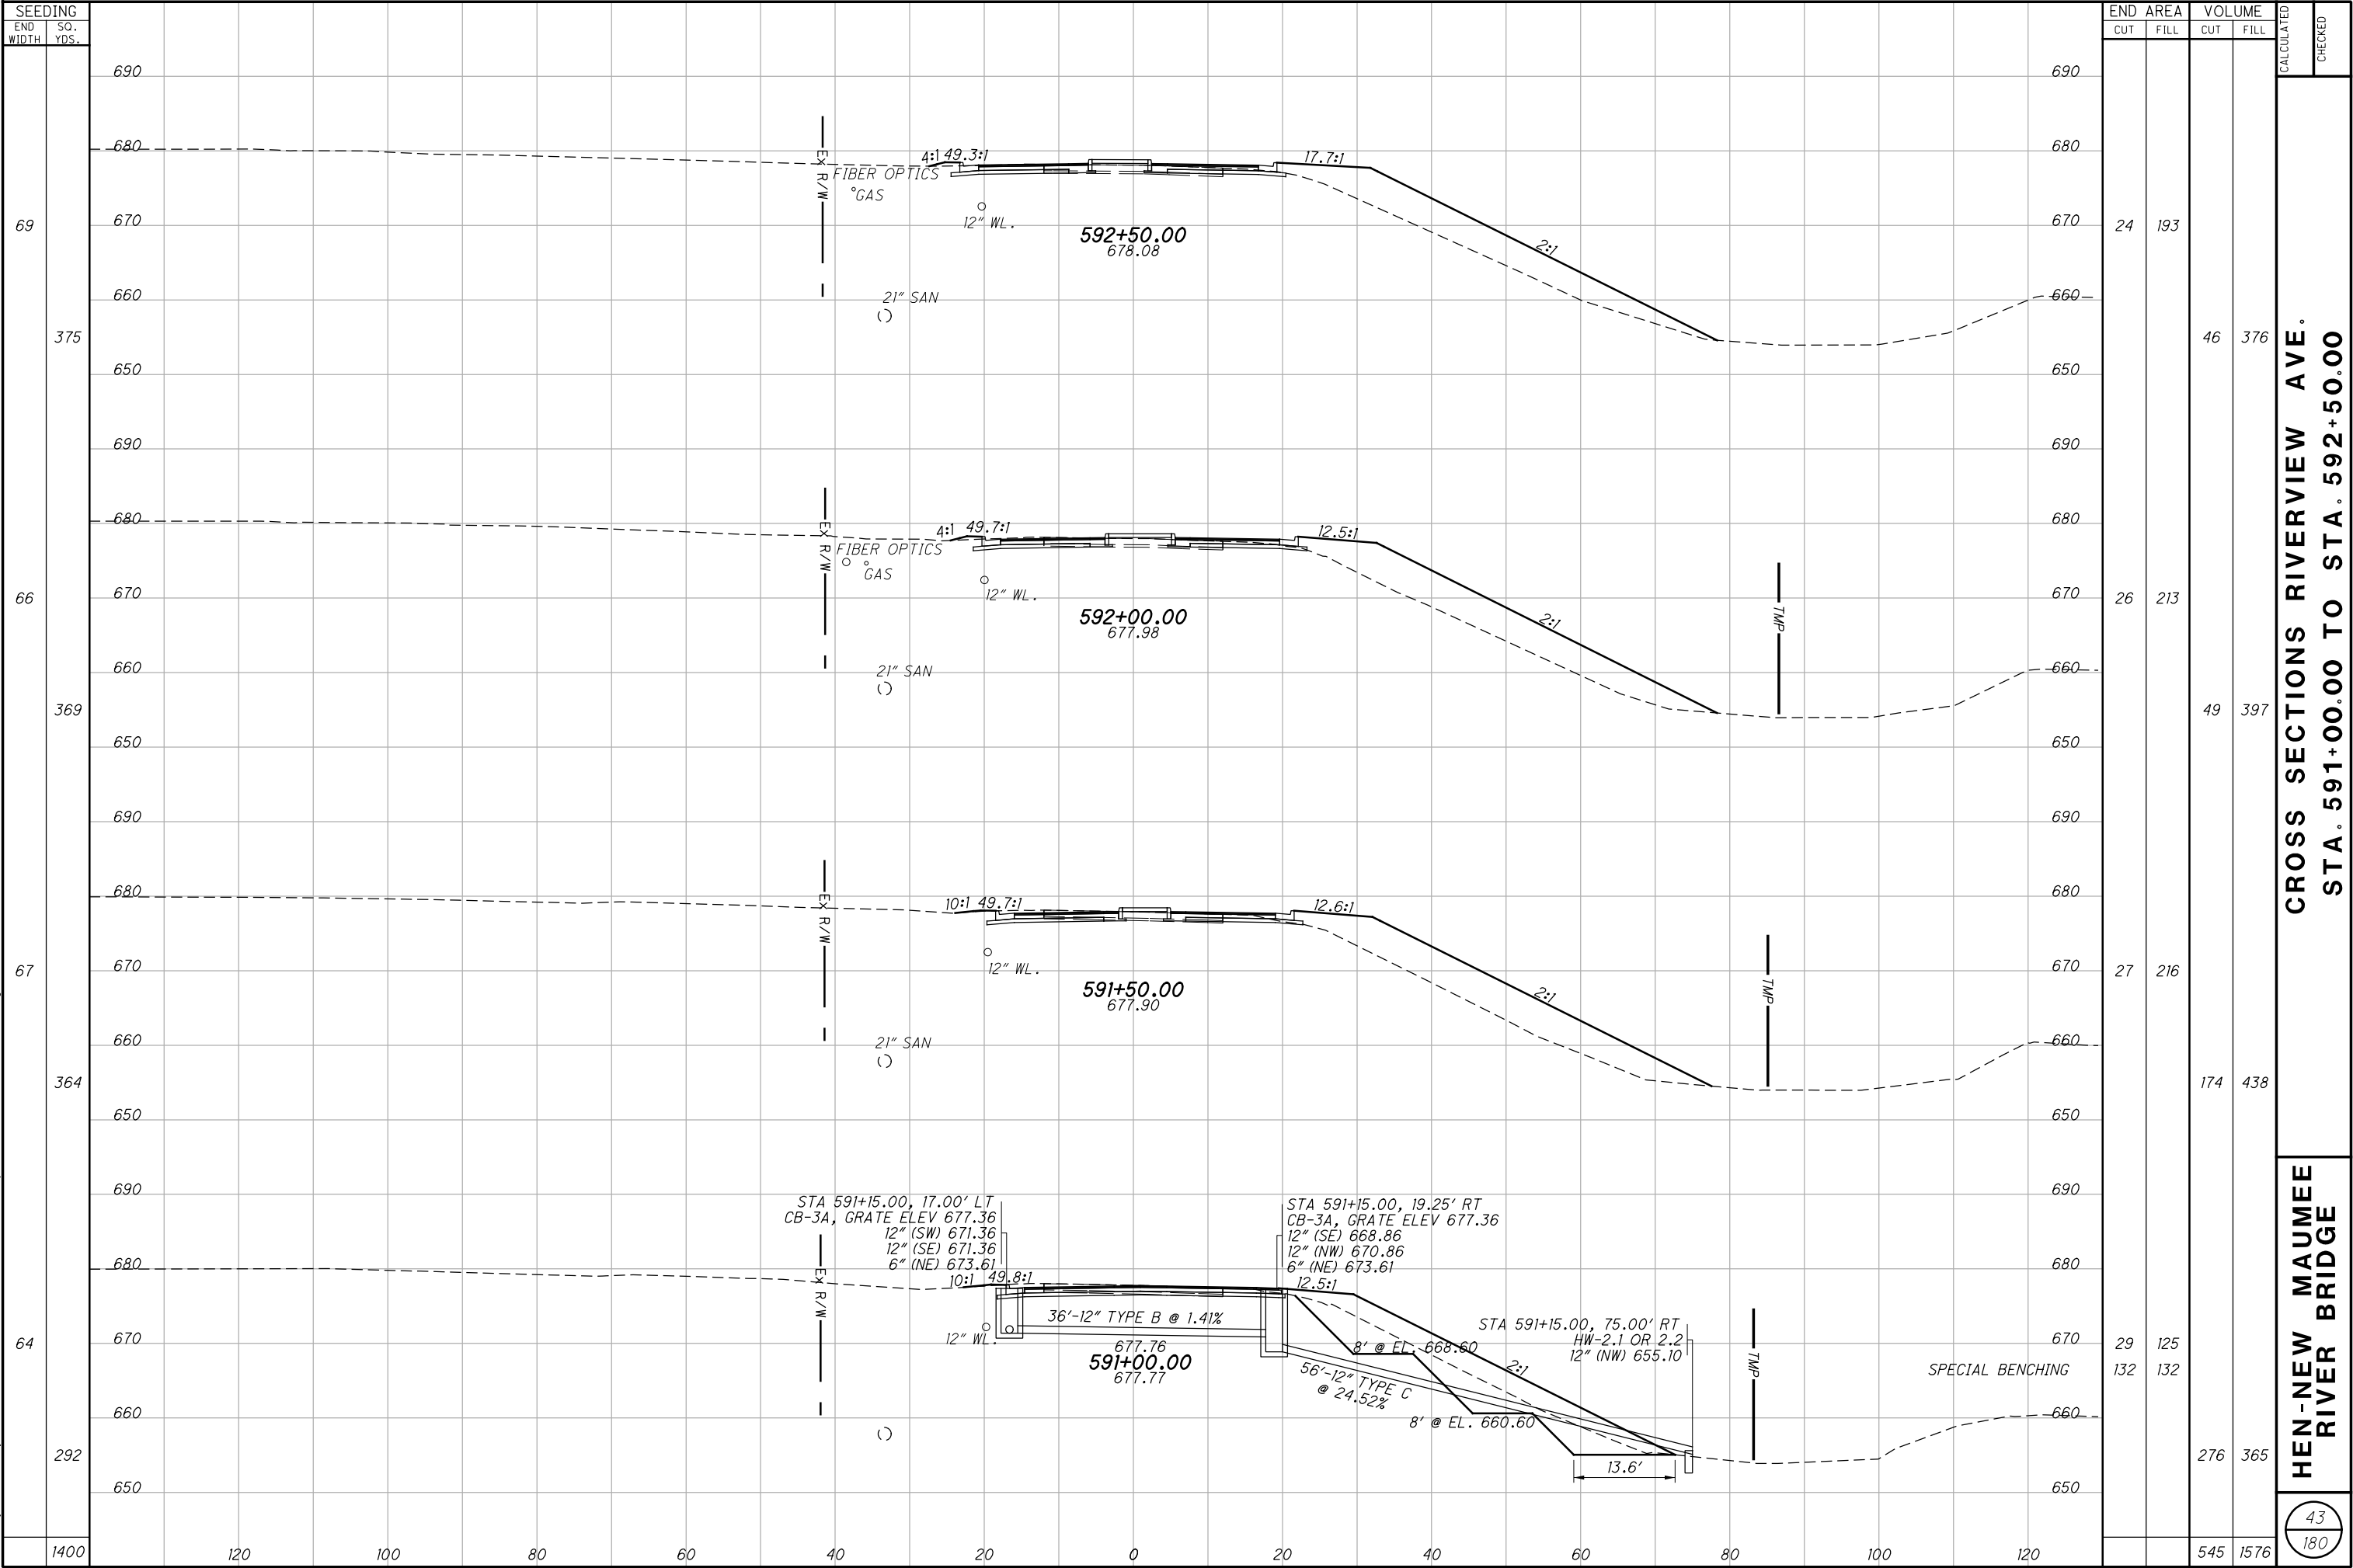 SEEDING
END WIDTH
SQ. YDS.
END AREA
VOLUME
CUT FILL CUT FILL
CALCULATED
CHECKED
690 690
680 680
Ex R/W
4:1 49.3:1
17.7:1
FIBER OPTICS
GAS
12" WL.
670 670
69
24 193
592+50.00
678.08
2:1
660 660
21" SAN
375
46 376
650 650
690 690
680 680
Ex R/W
4:1 49.7:1
12.5:1
FIBER OPTICS
GAS
12" WL.
670 670
66
26 213
592+00.00
677.98
2:1
TMP
660 660
21" SAN
369
49 397
650 650
690 690
680 680
Ex R/W
10:1 49.7:1
12.6:1
12" WL.
670 670
67
27 216
591+50.00
677.90
2:1
TMP
660 660
21" SAN
364
174 438
650 650
690 690
STA 591+15.00, 17.00' LT
CB-3A, GRATE ELEV 677.36
12" (SW) 671.36
12" (SE) 671.36
6" (NE) 673.61
STA 591+15.00, 19.25' RT
CB-3A, GRATE ELEV 677.36
12" (SE) 668.86
12" (NW) 670.86
6" (NE) 673.61
680 680
Ex R/W
10:1 49.8:1
12.5:1
36'-12" TYPE B @ 1.41%
12" WL.
STA 591+15.00, 75.00' RT
HW-2.1 OR 2.2
12" (NW) 655.10
670 670
64
29 125
677.76
591+00.00
677.77
8' @ EL. 668.60
2:1
56'-12" TYPE C
@ 24.52%
TMP
SPECIAL BENCHING
132 132
660 660
8' @ EL. 660.60
292
276 365
13.6'
650 650
1400
120 100 80 60 40 20 0 20 40 60 80 100 120
545 1576
CROSS SECTIONS RIVERVIEW AVE.
STA. 591+00.00 TO STA. 592+50.00
HEN-NEW MAUMEE
RIVER BRIDGE
43
180